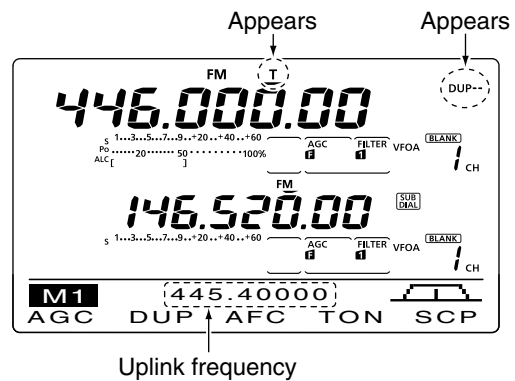 Appears Appears
FM T
DUP--
446.000.00
S 1...3...5...7...9..+20..+40..+60
Po ......20....... 50 ...........100%
ALC [ ]
AGC F FILTER 1 VFOA BLANK 1 CH
FM
146.520.00 SUB DIAL
S 1...3...5...7...9..+20..+40..+60
AGC F FILTER 1 VFOA BLANK 1 CH
M1 445.40000
AGC DUP AFC TON SCP
Uplink frequency